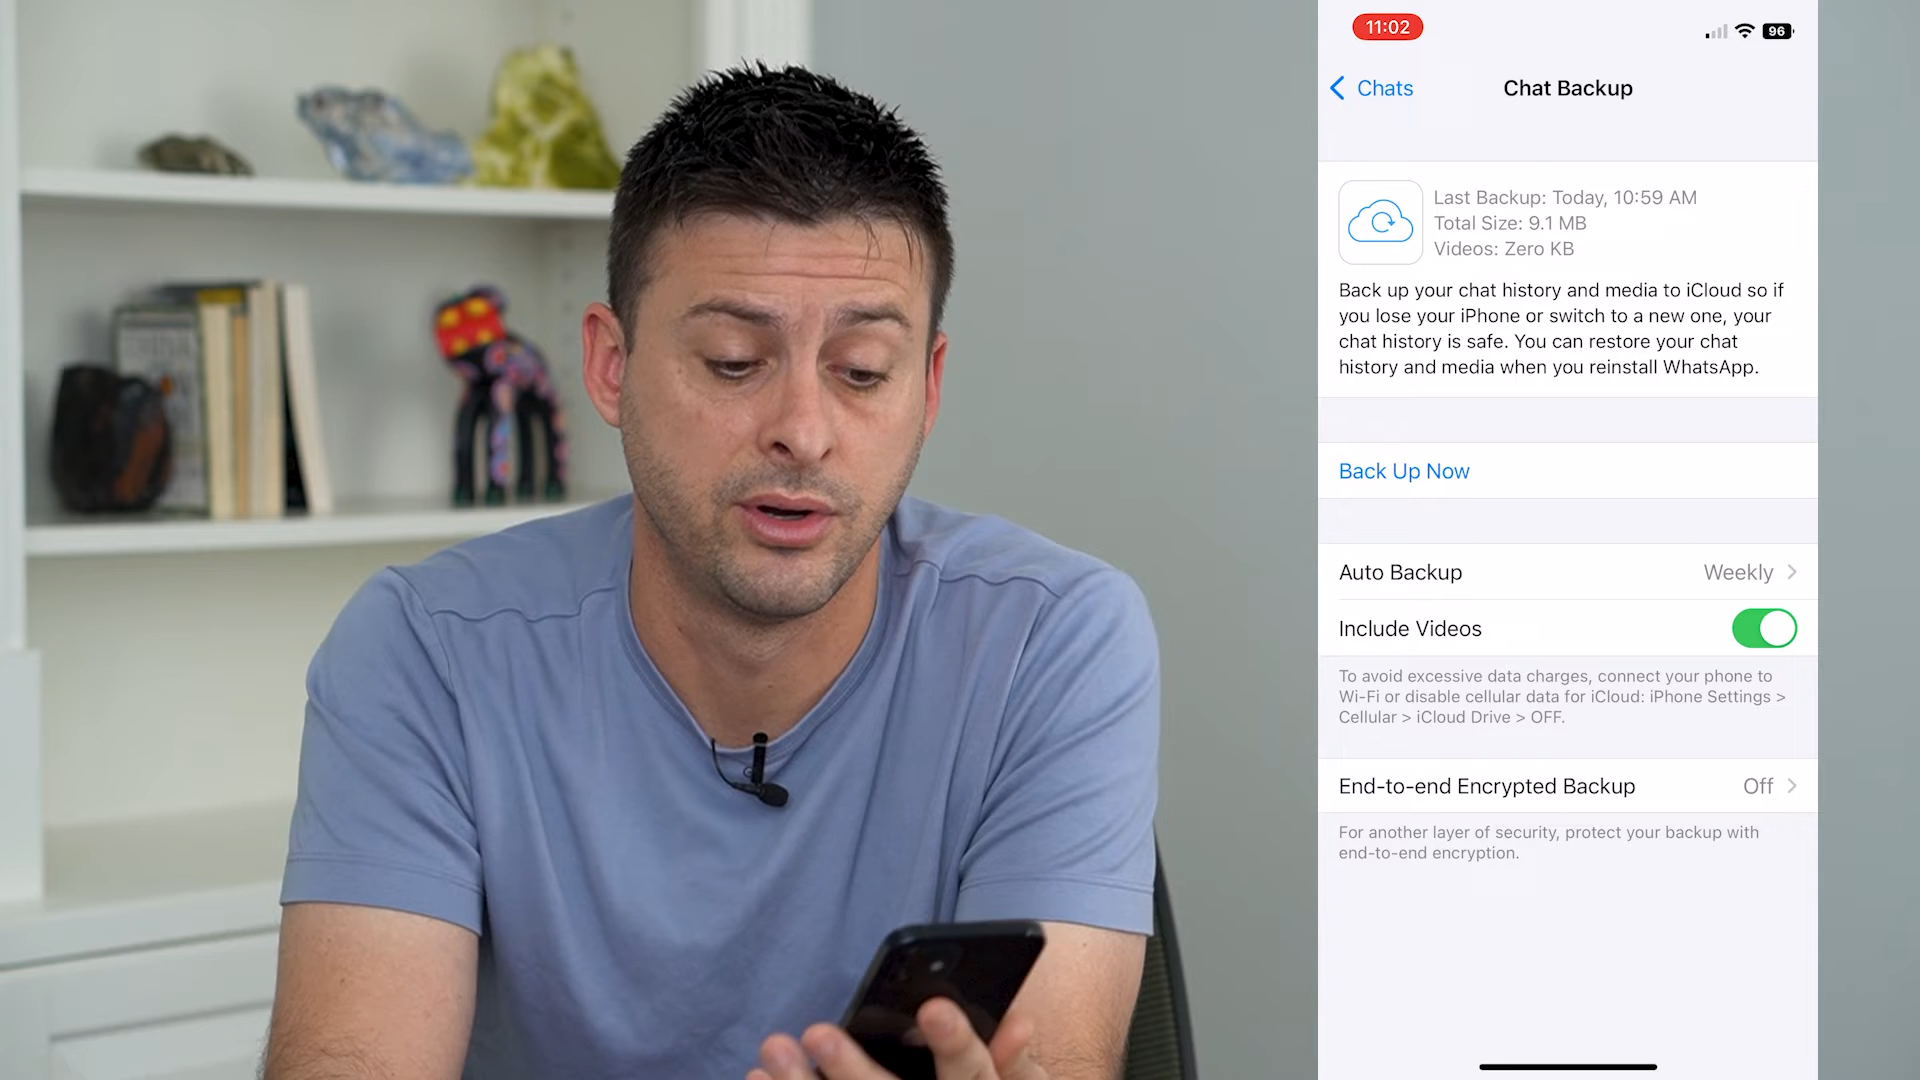 11:02
96
Chats
Chat Backup
Last Backup: Today, 10:59 AM
Total Size: 9.1 MB
Videos: Zero KB
Back up your chat history and media to iCloud so if
you lose your iPhone or switch to a new one, your
chat history is safe. You can restore your chat
history and media when you reinstall WhatsApp.
Back Up Now
Auto Backup
Weekly
Include Videos
To avoid excessive data charges, connect your phone to
Wi-Fi or disable cellular data for iCloud: iPhone Settings >
Cellular > iCloud Drive > OFF.
End-to-end Encrypted Backup
Off
For another layer of security, protect your backup with
end-to-end encryption.